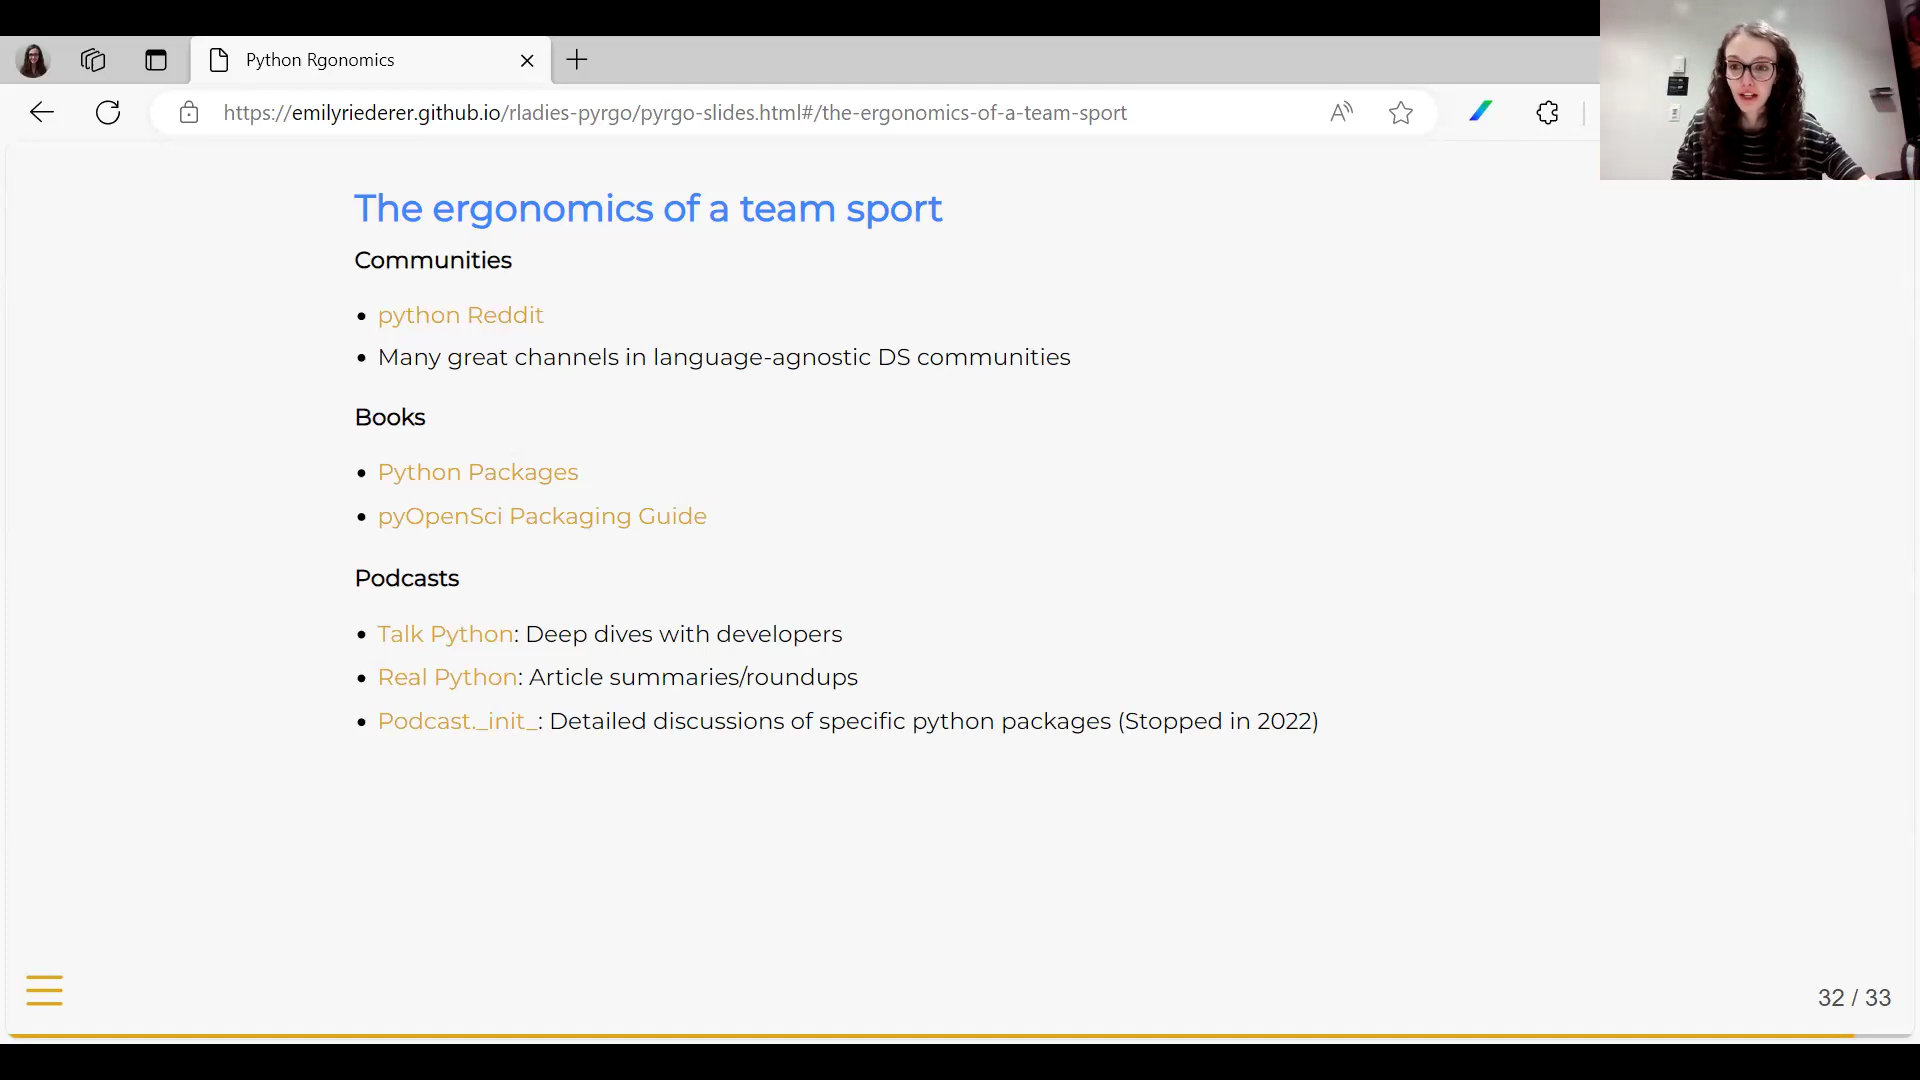 Python Rgonomics
https://emilyriederer.github.io/rladies-pyrgo/pyrgo-slides.html#/the-ergonomics-of-a-team-sport
The ergonomics of a team sport
Communities
• python Reddit
• Many great channels in language-agnostic DS communities
Books
• Python Packages
• pyOpenSci Packaging Guide
Podcasts
• Talk Python: Deep dives with developers
• Real Python: Article summaries/roundups
• Podcast._init_: Detailed discussions of specific python packages (Stopped in 2022)
32 / 33